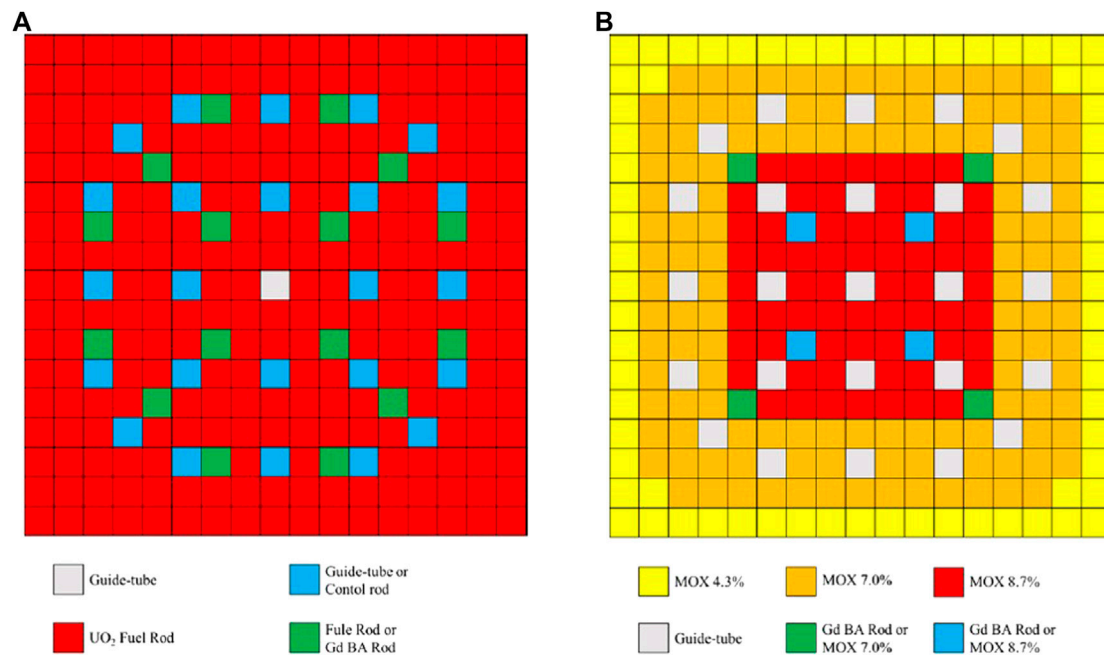 A
B
Guide-tube
Guide-tube or
Contol rod
UO₂ Fuel Rod
Fule Rod or
Gd BA Rod
MOX 4.3%
MOX 7.0%
MOX 8.7%
Guide-tube
Gd BA Rod or
MOX 7.0%
Gd BA Rod or
MOX 8.7%